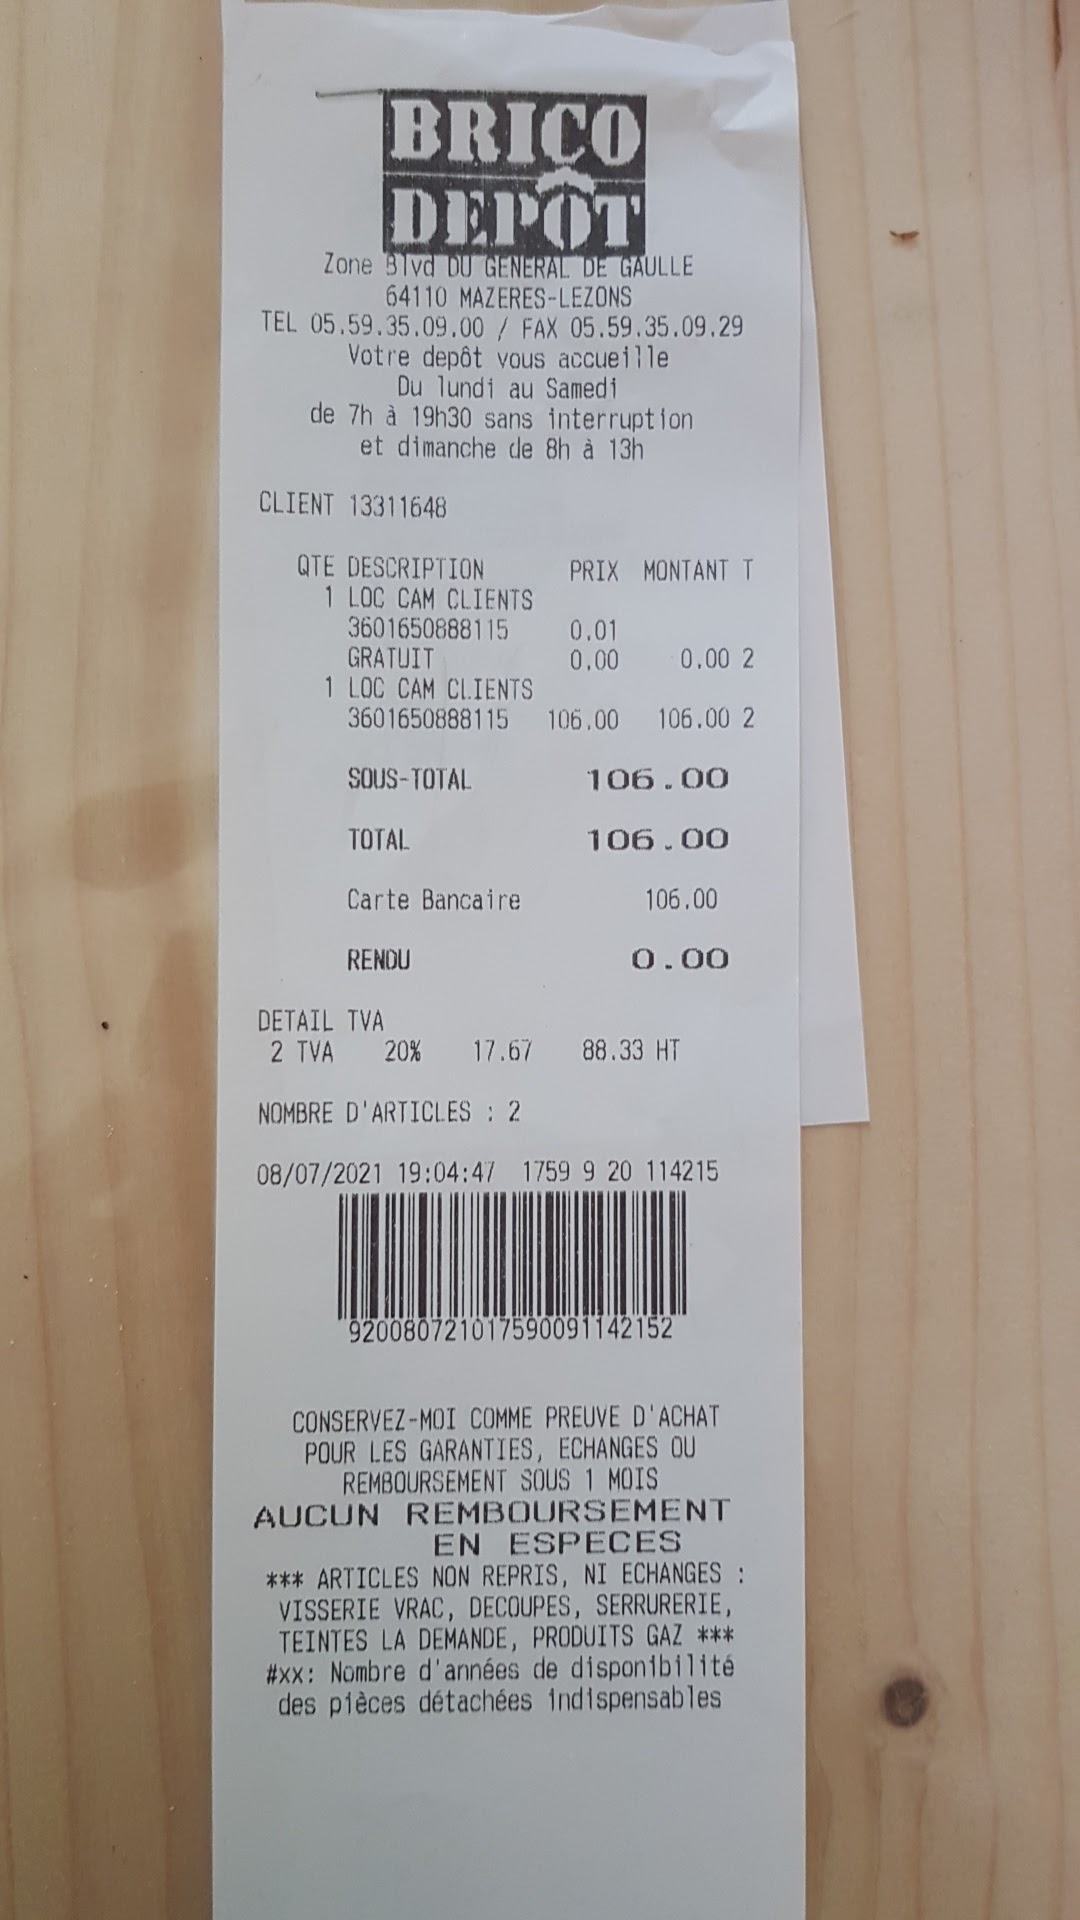 BRICO
DEPÔT
Zone Blvd DU GENERAL DE GAULLE
64110 MAZERES-LEZONS
TEL 05.59.35.09.00 / FAX 05.59.35.09.29
Votre depôt vous accueille
Du lundi au Samedi
de 7h à 19h30 sans interruption
et dimanche de 8h à 13h
CLIENT 13311648
QTE DESCRIPTION PRIX MONTANT T
1 LOC CAM CLIENTS
3601650888115 0.01
GRATUIT 0.00 0.00 2
1 LOC CAM CLIENTS
3601650888115 106.00 106.00 2
SOUS-TOTAL 106.00
TOTAL 106.00
Carte Bancaire 106.00
RENDU 0.00
DETAIL TVA
2 TVA 20% 17.67 88.33 HT
NOMBRE D'ARTICLES : 2
08/07/2021 19:04:47 1759 9 20 114215
920080721017590091142152
CONSERVEZ-MOI COMME PREUVE D'ACHAT
POUR LES GARANTIES, ECHANGES OU
REMBOURSEMENT SOUS 1 MOIS
AUCUN REMBOURSEMENT
EN ESPECES
*** ARTICLES NON REPRIS, NI ECHANGES :
VISSERIE VRAC, DECOUPES, SERRURERIE,
TEINTES LA DEMANDE, PRODUITS GAZ ***
#xx: Nombre d'années de disponibilité
des pièces détachées indispensables